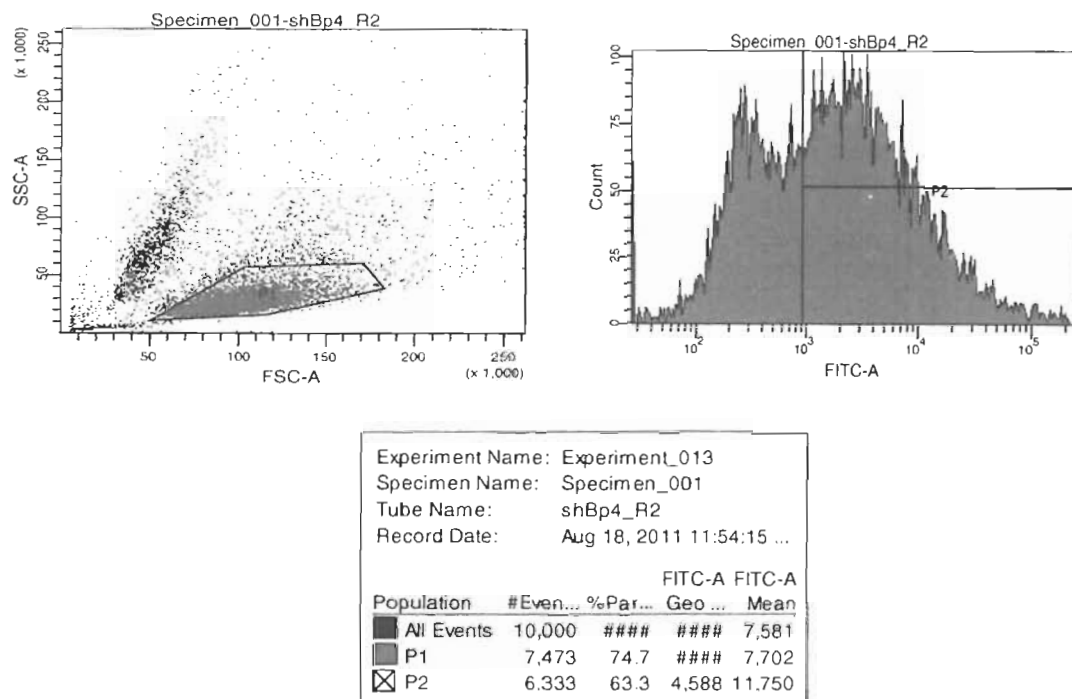 Specimen_001-shBp4_R2
(x 1,000)
250
200
150
100
50
SSC-A
50 100 150 200 250
FSC-A (x 1,000)
Specimen_001-shBp4_R2
100
75
50
25
0
Count
P2
10^2 10^3 10^4 10^5
FITC-A
Experiment Name: Experiment_013
Specimen Name: Specimen_001
Tube Name: shBp4_R2
Record Date: Aug 18, 2011 11:54:15 ...
FITC-A FITC-A
Population #Even... %Par... Geo ... Mean
All Events 10,000 #### #### 7,581
P1 7,473 74.7 #### 7,702
P2 6,333 63.3 4,588 11,750